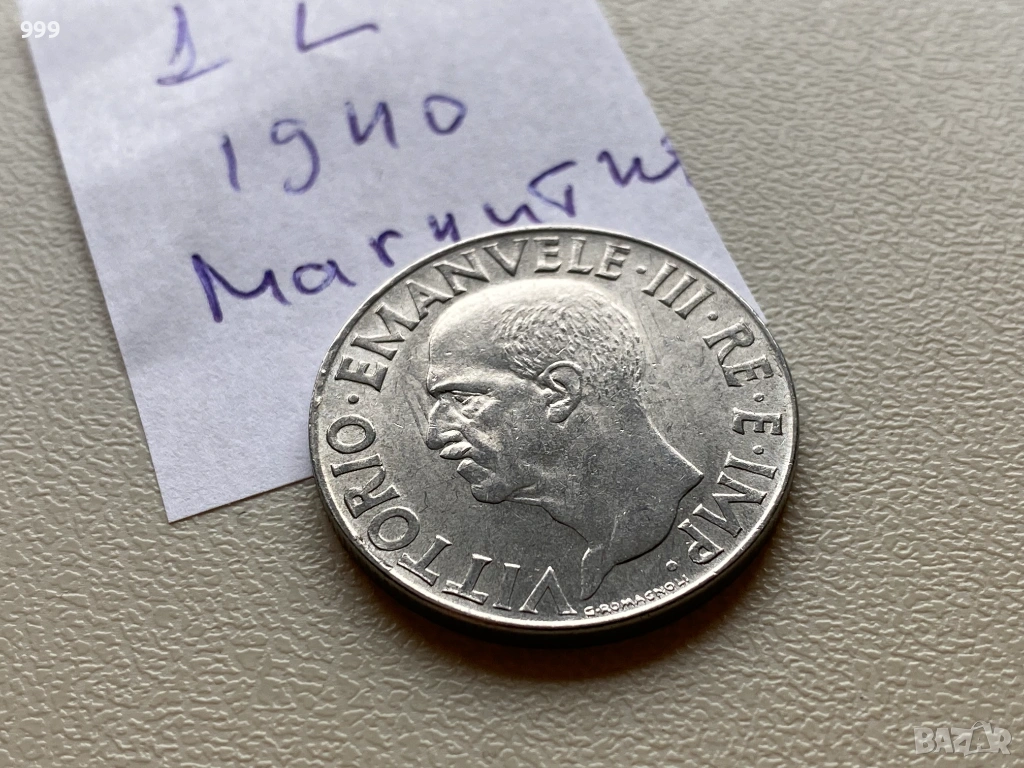 999
1 L
1940
Магнитна
VITTORIO·EMANVELE·III·RE·E·IMP.
G·ROMAGNOLI
BAZAR